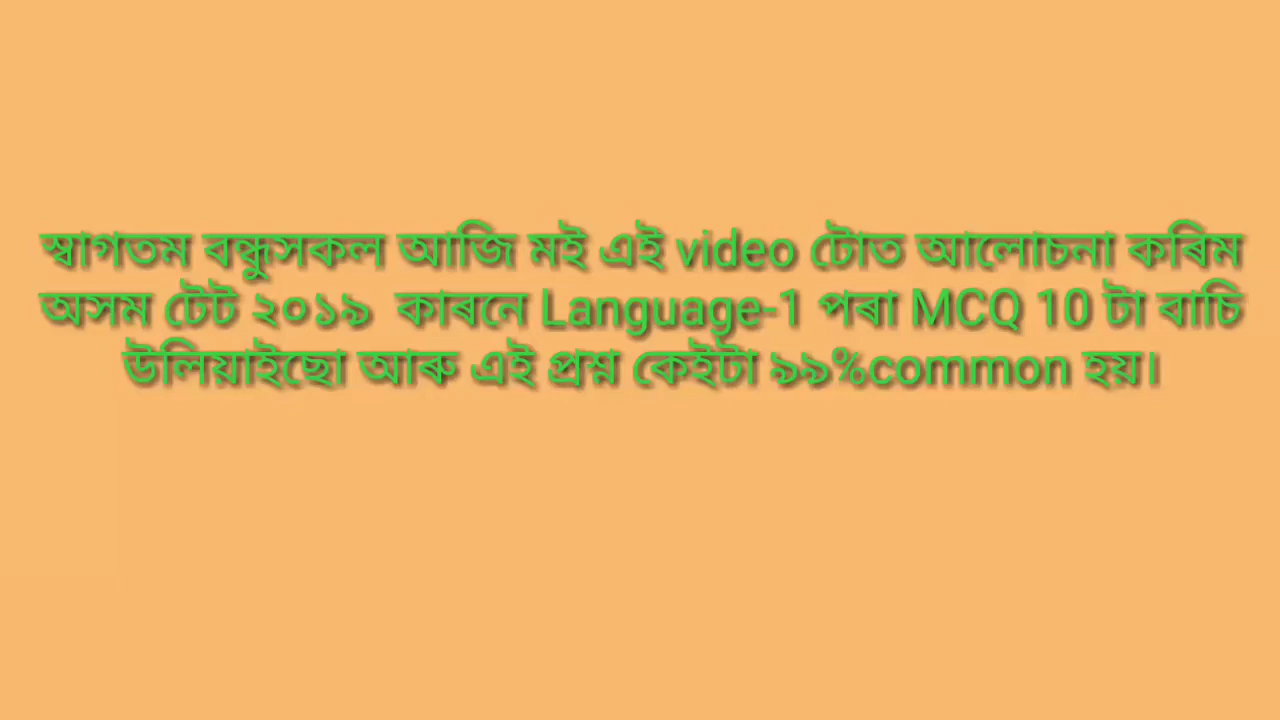 স্বাগতম বন্ধুসকল আজি মই এই video টোত আলোচনা কৰিম
অসম টেট ২০১৯ কাৰনে Language-1 পৰা MCQ 10 টা বাচি
উলিয়াইছো আৰু এই প্ৰশ্ন কেইটা ৯৯%common হয়।